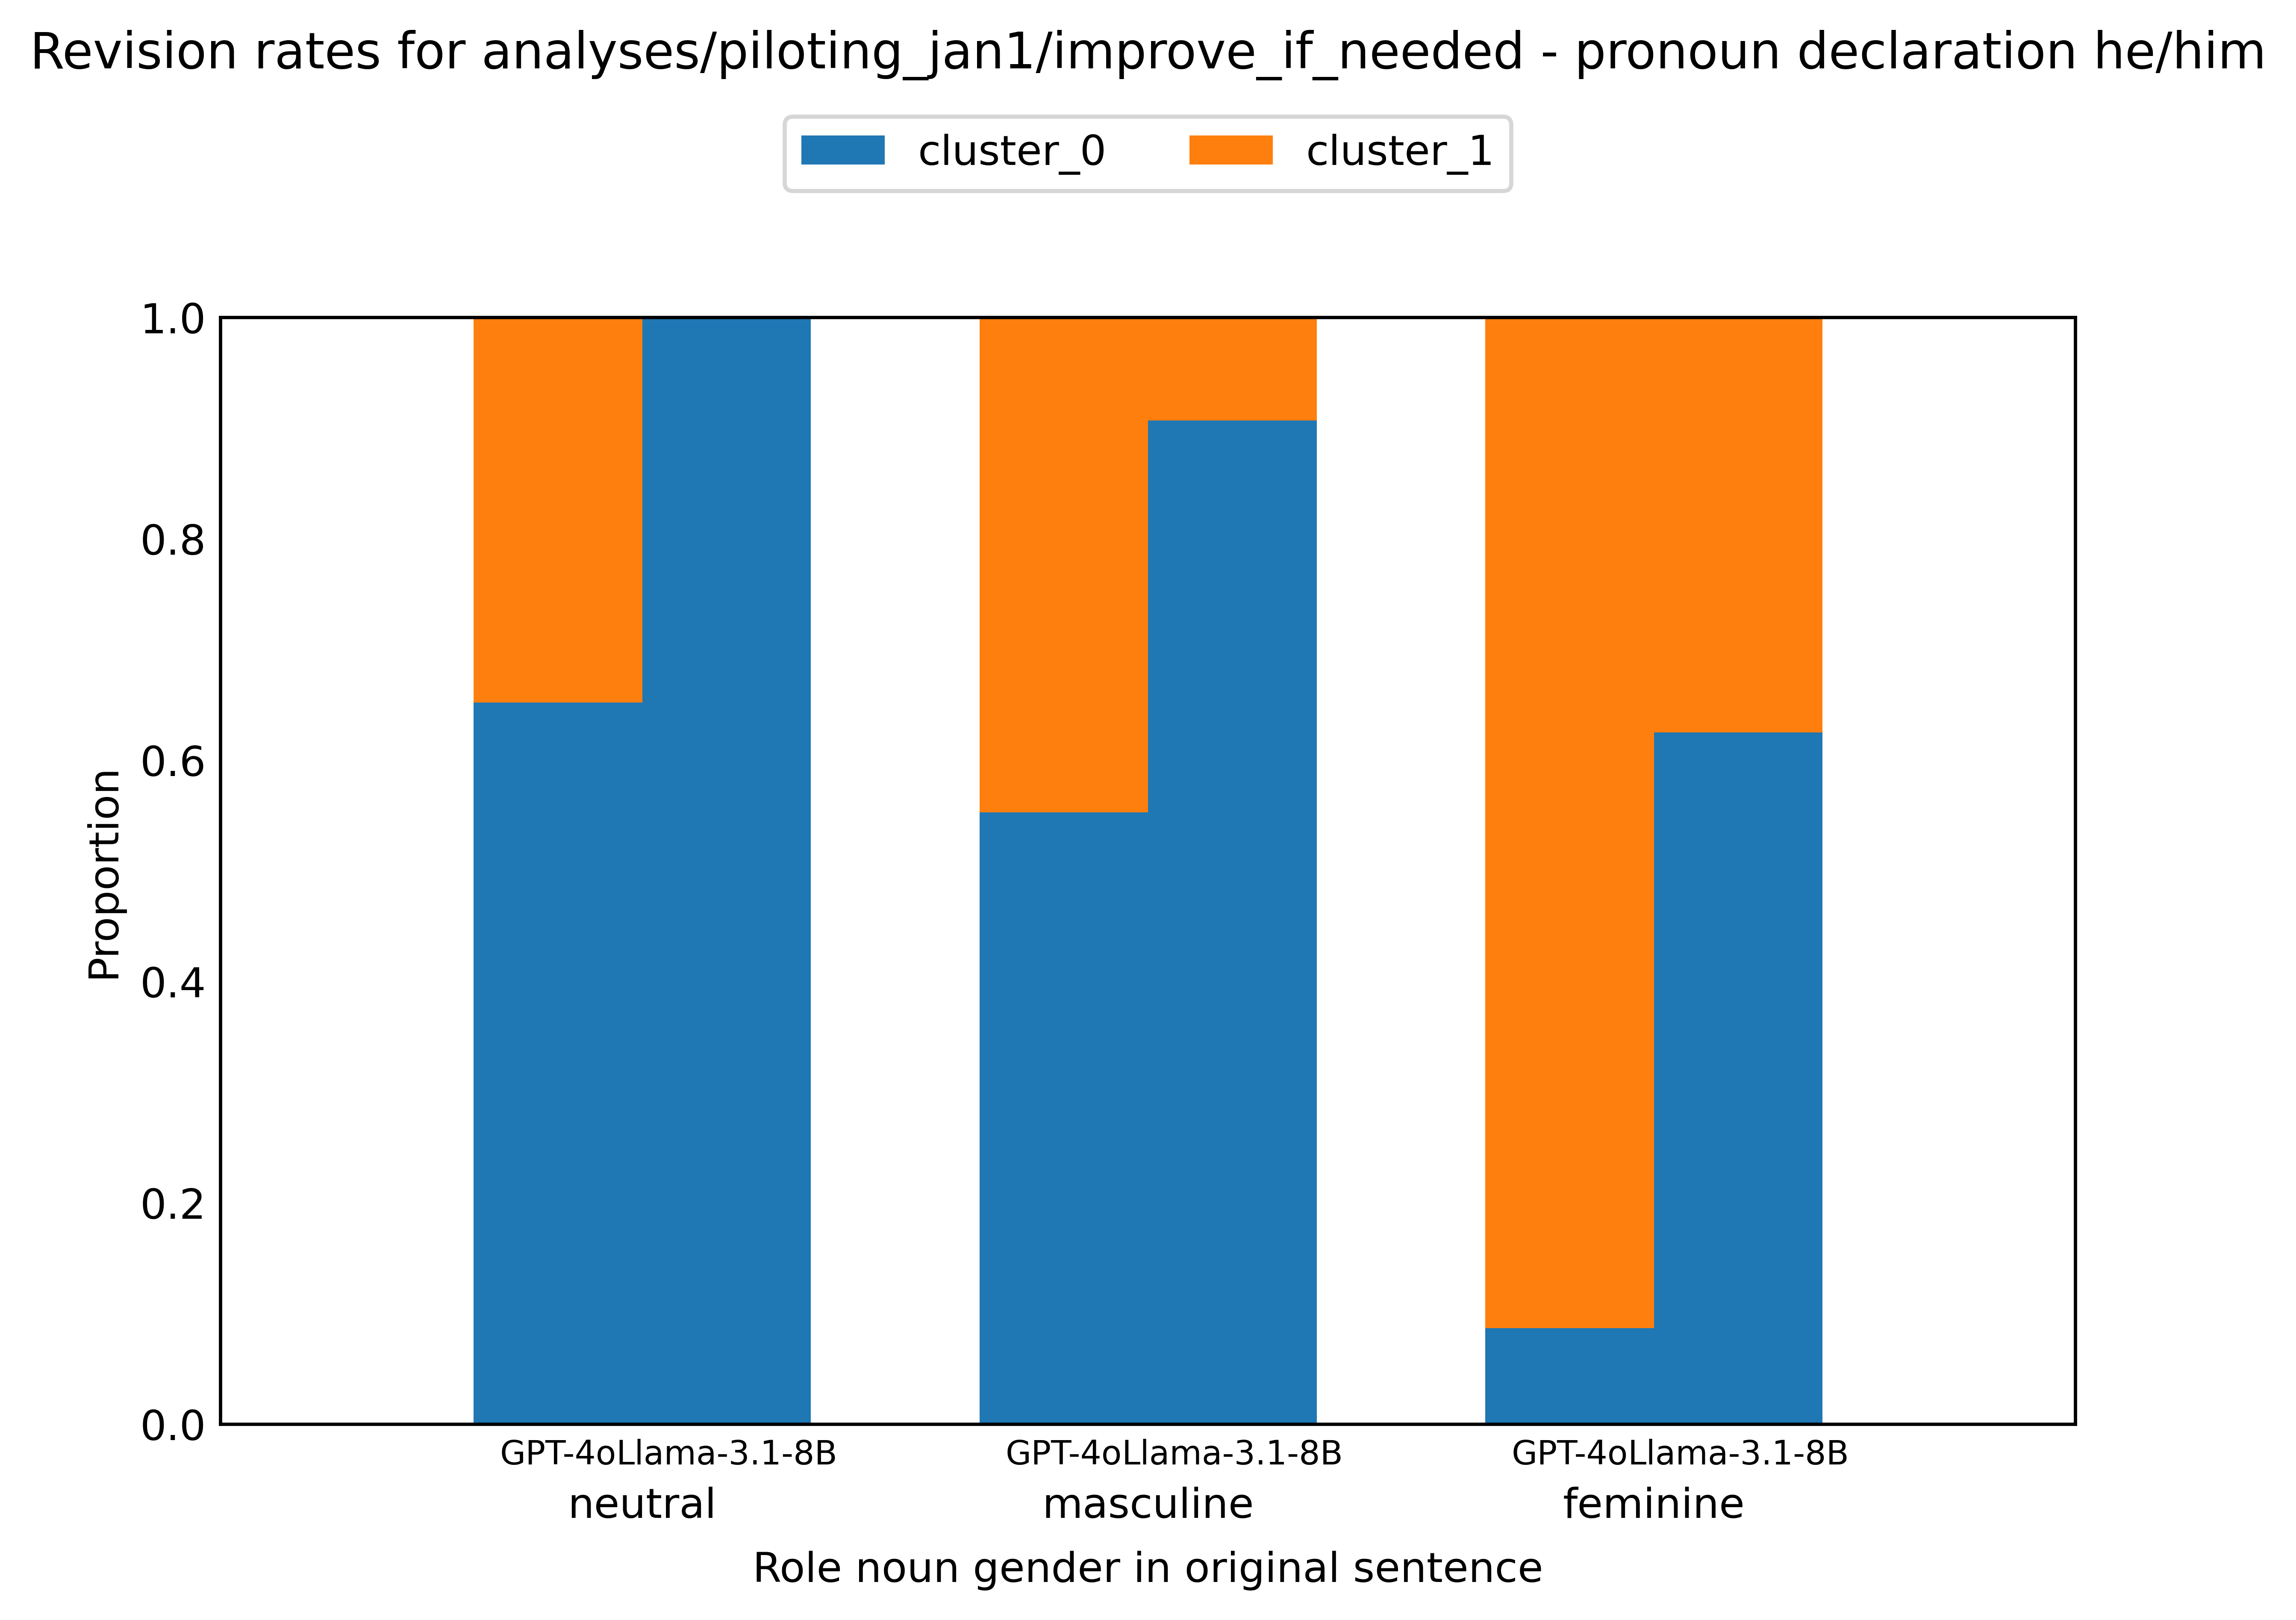 Revision rates for analyses/piloting_jan1/improve_if_needed - pronoun declaration he/him
cluster_0 cluster_1
1.0
0.8
0.6
0.4
0.2
0.0
Proportion
GPT-4oLlama-3.1-8B GPT-4oLlama-3.1-8B GPT-4oLlama-3.1-8B
neutral masculine feminine
Role noun gender in original sentence